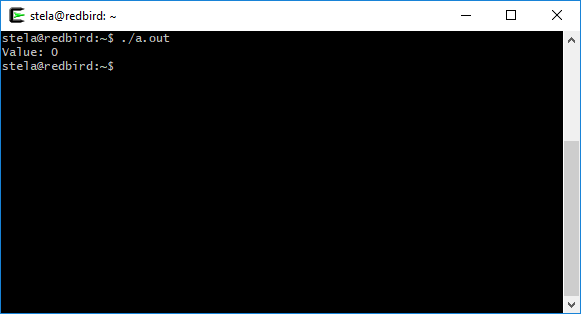 stela@redbird: ~
stela@redbird:~$ ./a.out
Value: 0
stela@redbird:~$